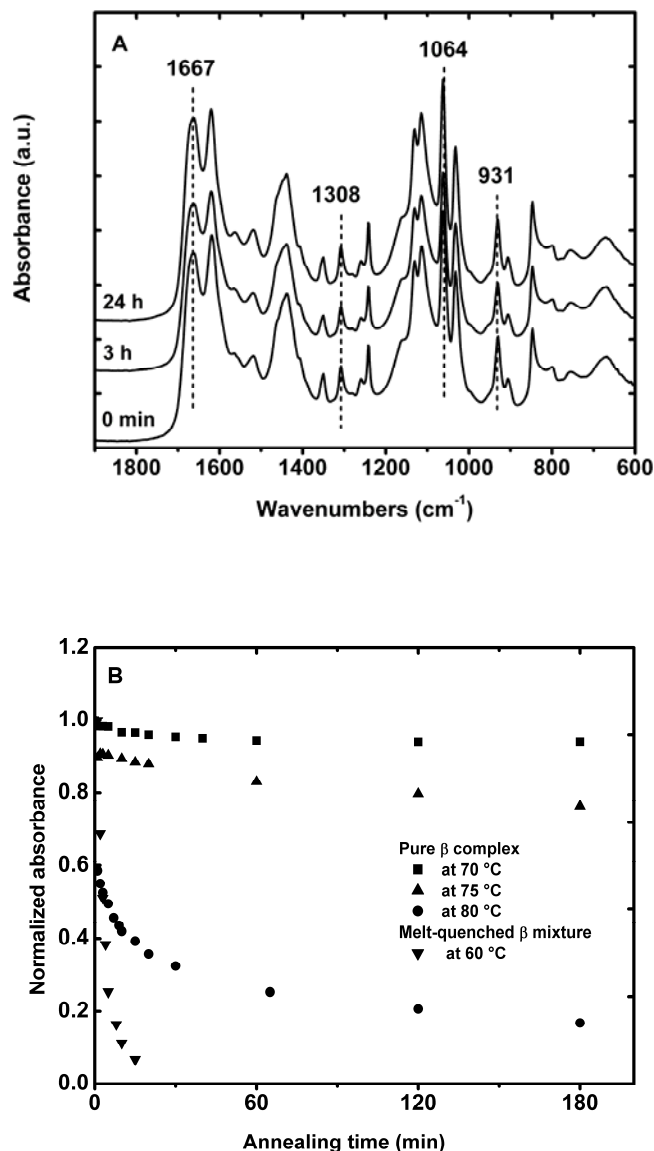 A
1667
1064
1308
931
Absorbance (a.u.)
24 h
3 h
0 min
1800 1600 1400 1200 1000 800 600
Wavenumbers (cm-1)
B
1.2
1.0
0.8
0.6
0.4
0.2
0.0
Normalized absorbance
Pure β complex
at 70 °C
at 75 °C
at 80 °C
Melt-quenched β mixture
at 60 °C
0 60 120 180
Annealing time (min)